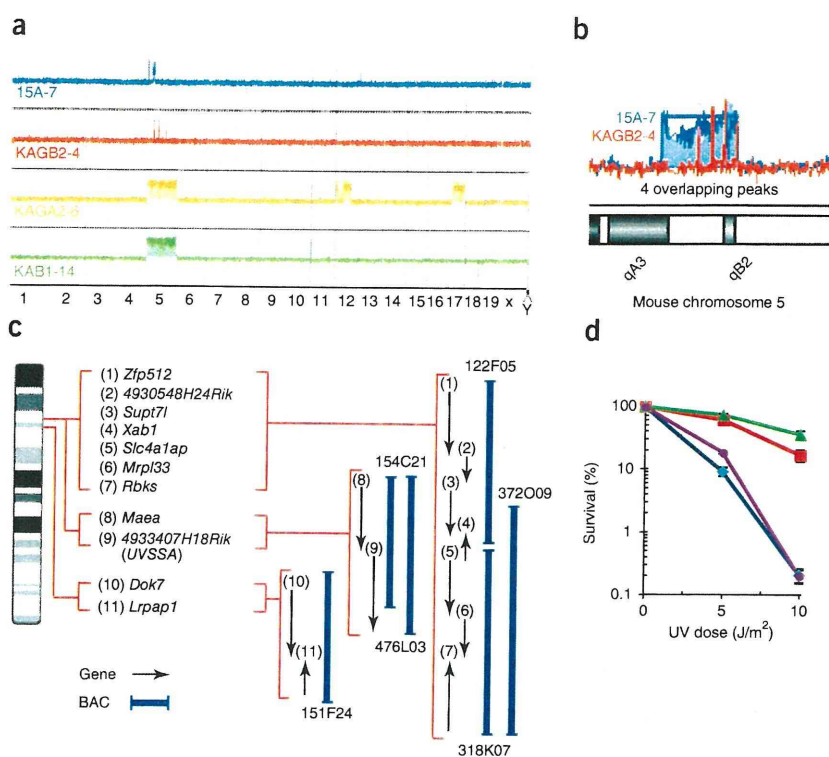 a
15A-7
KAGB2-4
KAGA2-6
KAB1-14
1 2 3 4 5 6 7 8 9 10 11 12 13 14 15 16 17 18 19 x Y
b
15A-7
KAGB2-4
4 overlapping peaks
qA3
qB2
Mouse chromosome 5
c
(1) Zfp512
(2) 4930548H24Rik
(3) Supt7l
(4) Xab1
(5) Slc4a1ap
(6) Mrpl33
(7) Rbks
(8) Maea
(9) 4933407H18Rik
(UVSSA)
(10) Dok7
(11) Lrpap1
Gene
BAC
(10)
(11)
151F24
154C21
(8)
(9)
476L03
122F05
(1)
(2)
(3)
(4)
(5)
(6)
(7)
372O09
318K07
d
Survival (%)
100
10
1
0.1
0 5 10
UV dose (J/m²)